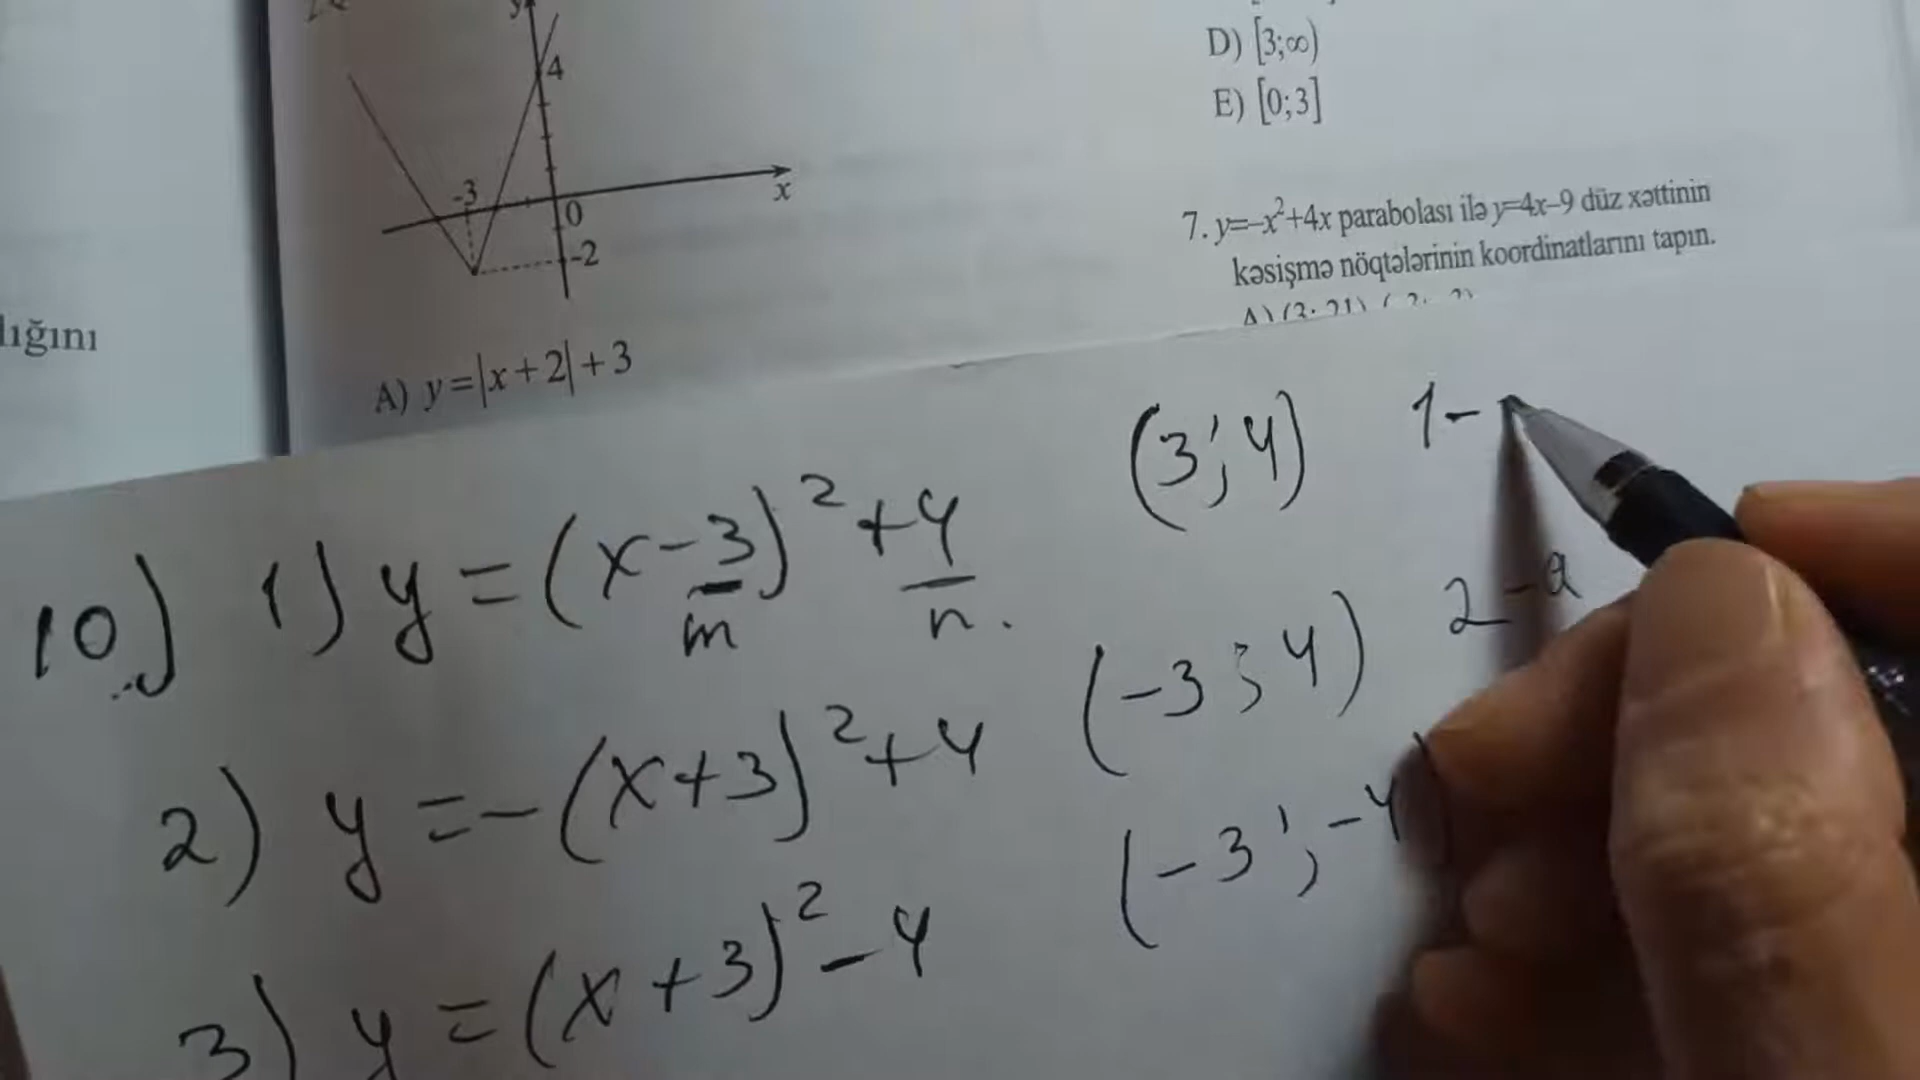 y
4
-3
0
x
-2
A) y=|x+2|+3
lığını
D) [3;∞)
E) [0;3]
7. y=-x²+4x parabolası ilə y=4x-9 düz xəttinin
kəsişmə nöqtələrinin koordinatlarını tapın.
10) 1) y = (x-3)² + 4 (3; 4) 1-
m n.
2) y = -(x+3)² + 4 (-3; 4) 2-a
3) y = (x+3)² - 4 (-3; -4)